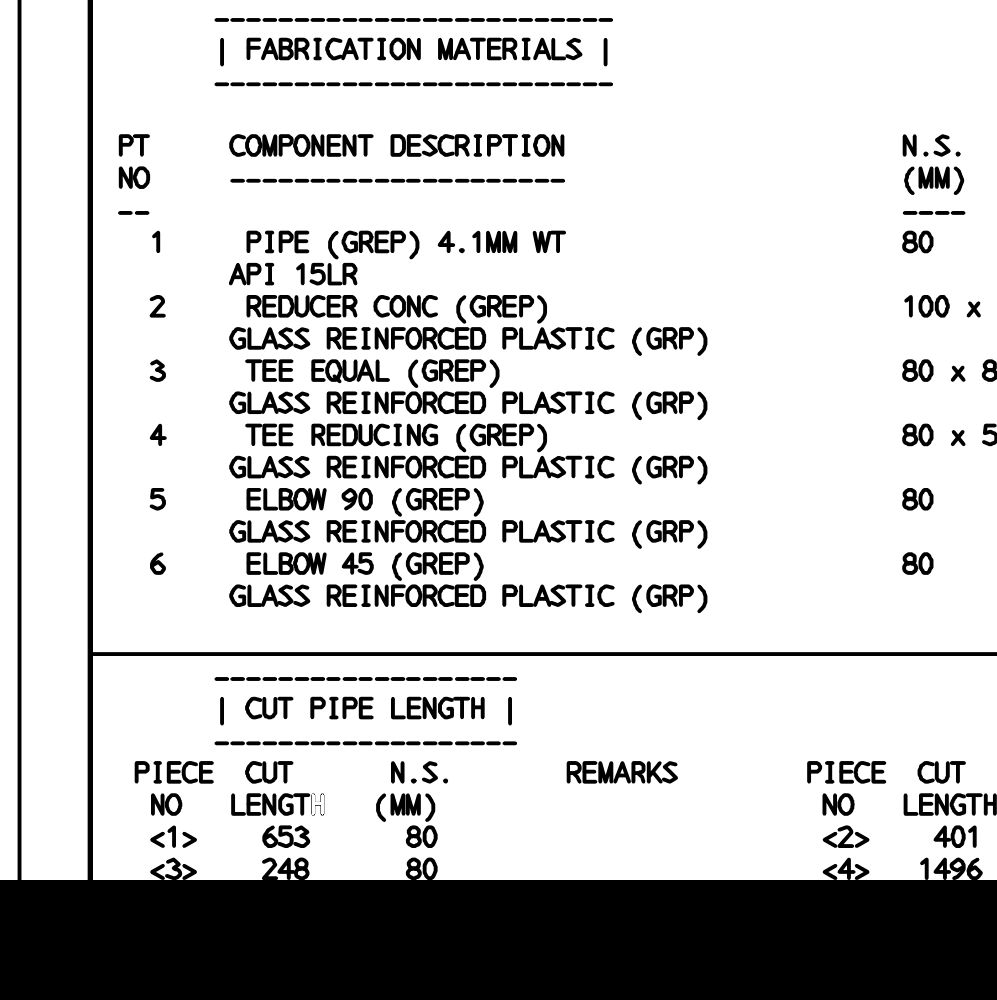 --------------------------
| FABRICATION MATERIALS |
--------------------------
PT COMPONENT DESCRIPTION N.S.
NO --------------------- (MM)
-- ----
1 PIPE (GREP) 4.1MM WT 80
API 15LR
2 REDUCER CONC (GREP) 100 x
GLASS REINFORCED PLASTIC (GRP)
3 TEE EQUAL (GREP) 80 x 8
GLASS REINFORCED PLASTIC (GRP)
4 TEE REDUCING (GREP) 80 x 5
GLASS REINFORCED PLASTIC (GRP)
5 ELBOW 90 (GREP) 80
GLASS REINFORCED PLASTIC (GRP)
6 ELBOW 45 (GREP) 80
GLASS REINFORCED PLASTIC (GRP)
-------------------
| CUT PIPE LENGTH |
-------------------
PIECE CUT N.S. REMARKS PIECE CUT
NO LENGTH (MM) NO LENGTH
<1> 653 80 <2> 401
<3> 248 80 <4> 1496